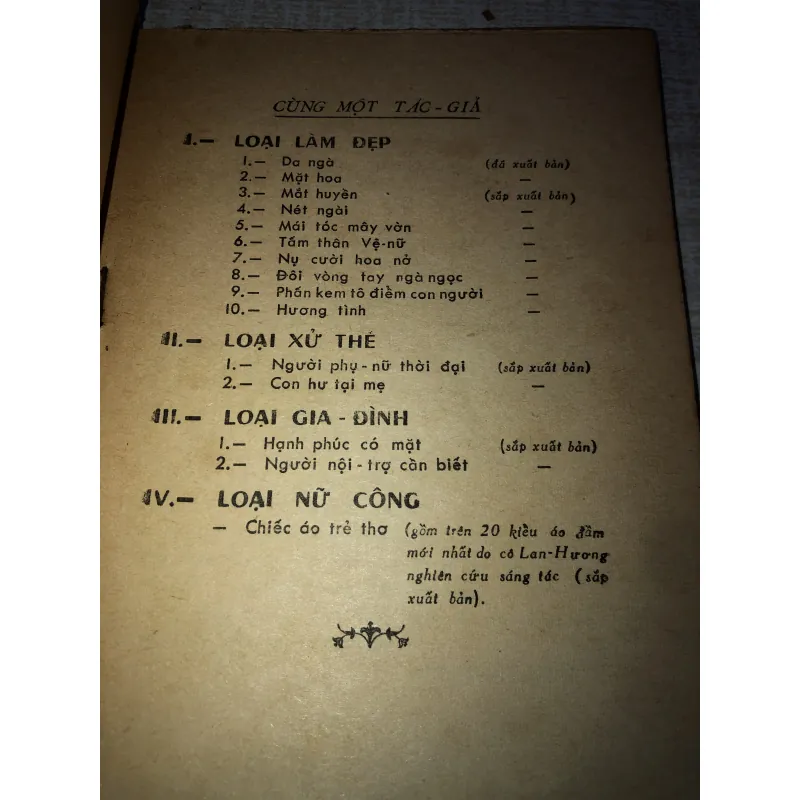 CÙNG MỘT TÁC-GIẢ
I.— LOẠI LÀM ĐẸP
1.— Da ngà (đã xuất bản)
2.— Mặt hoa —
3.— Mắt huyền (sắp xuất bản)
4.— Nét ngài —
5.— Mái tóc mây vờn —
6.— Tấm thân Vệ-nữ —
7.— Nụ cười hoa nở —
8.— Đôi vòng tay ngà ngọc —
9.— Phấn kem tô điểm con người —
10.— Hương tình —
II.— LOẠI XỬ THẾ
1.— Người phụ-nữ thời đại (sắp xuất bản)
2.— Con hư tại mẹ —
III.— LOẠI GIA-ĐÌNH
1.— Hạnh phúc có mặt (sắp xuất bản)
2.— Người nội-trợ cần biết —
IV.— LOẠI NỮ CÔNG
— Chiếc áo trẻ thơ (gồm trên 20 kiểu áo đầm
mới nhất do cô Lan-Hương
nghiên cứu sáng tác (sắp
xuất bản).